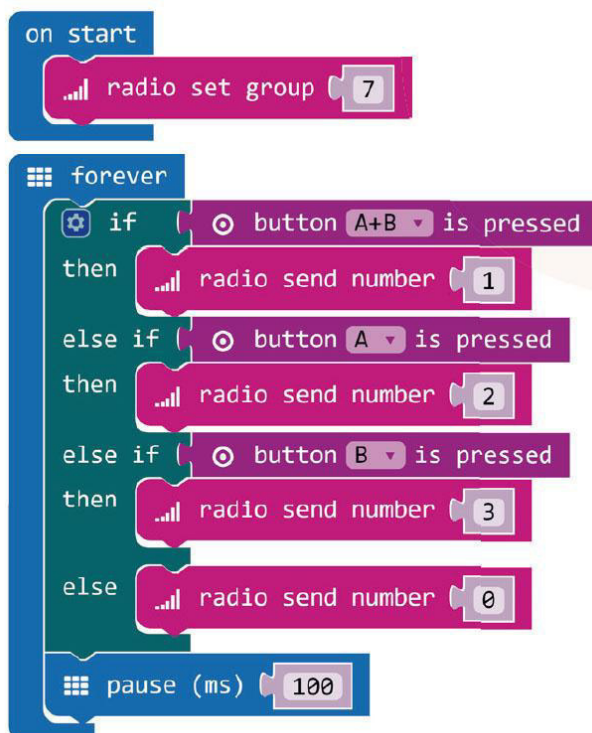 on start
radio set group 7
forever
if button A+B is pressed
then radio send number 1
else if button A is pressed
then radio send number 2
else if button B is pressed
then radio send number 3
else radio send number 0
pause (ms) 100